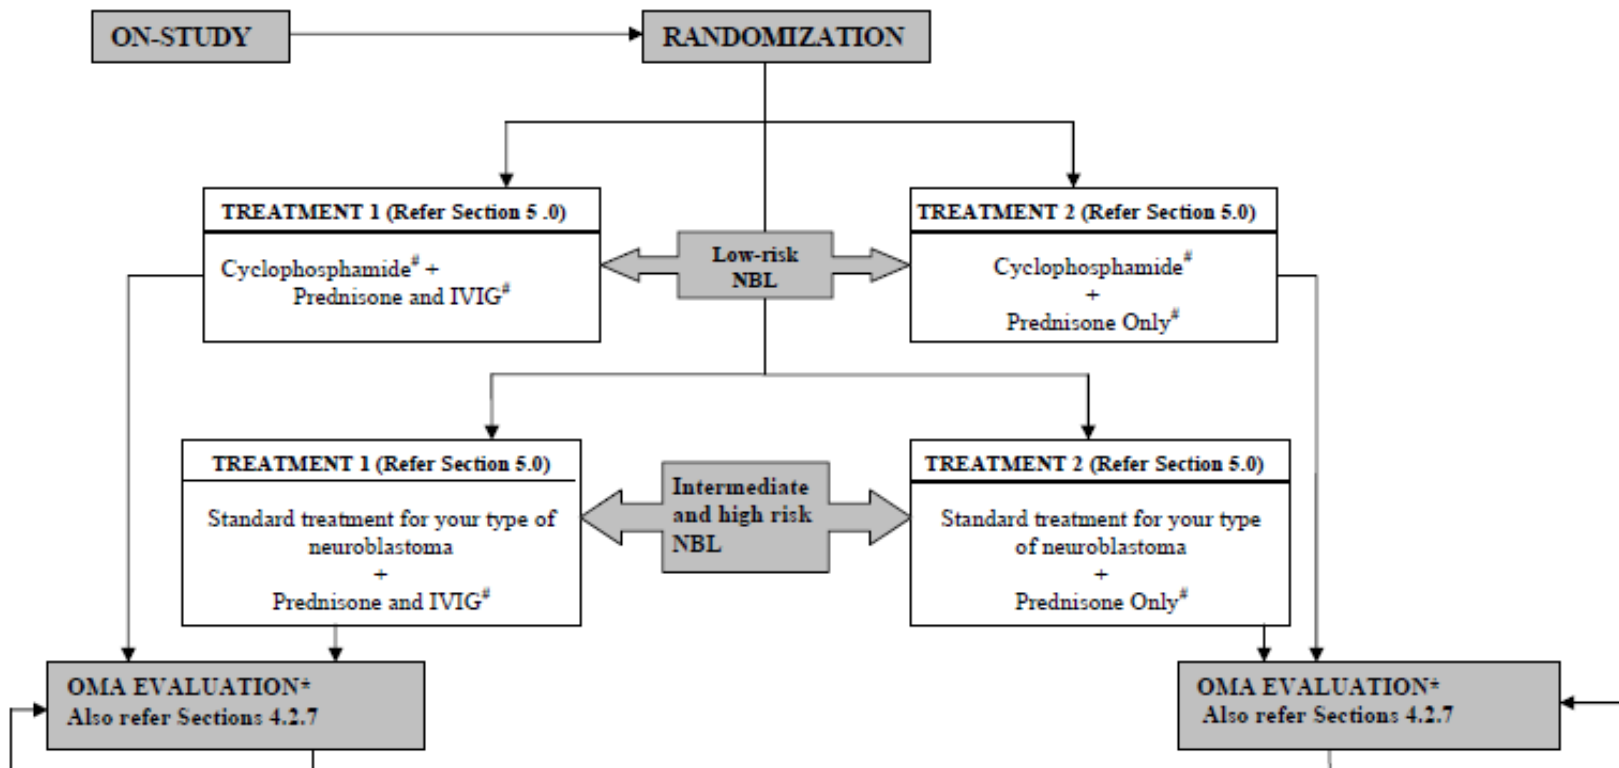 ON-STUDY
RANDOMIZATION
TREATMENT 1 (Refer Section 5 .0)
Cyclophosphamide# +
Prednisone and IVIG#
Low-risk
NBL
TREATMENT 2 (Refer Section 5.0)
Cyclophosphamide#
+
Prednisone Only#
TREATMENT 1 (Refer Section 5.0)
Standard treatment for your type of
neuroblastoma
+
Prednisone and IVIG#
Intermediate
and high risk
NBL
TREATMENT 2 (Refer Section 5.0)
Standard treatment for your type
of neuroblastoma
+
Prednisone Only#
OMA EVALUATION±
Also refer Sections 4.2.7
OMA EVALUATION±
Also refer Sections 4.2.7